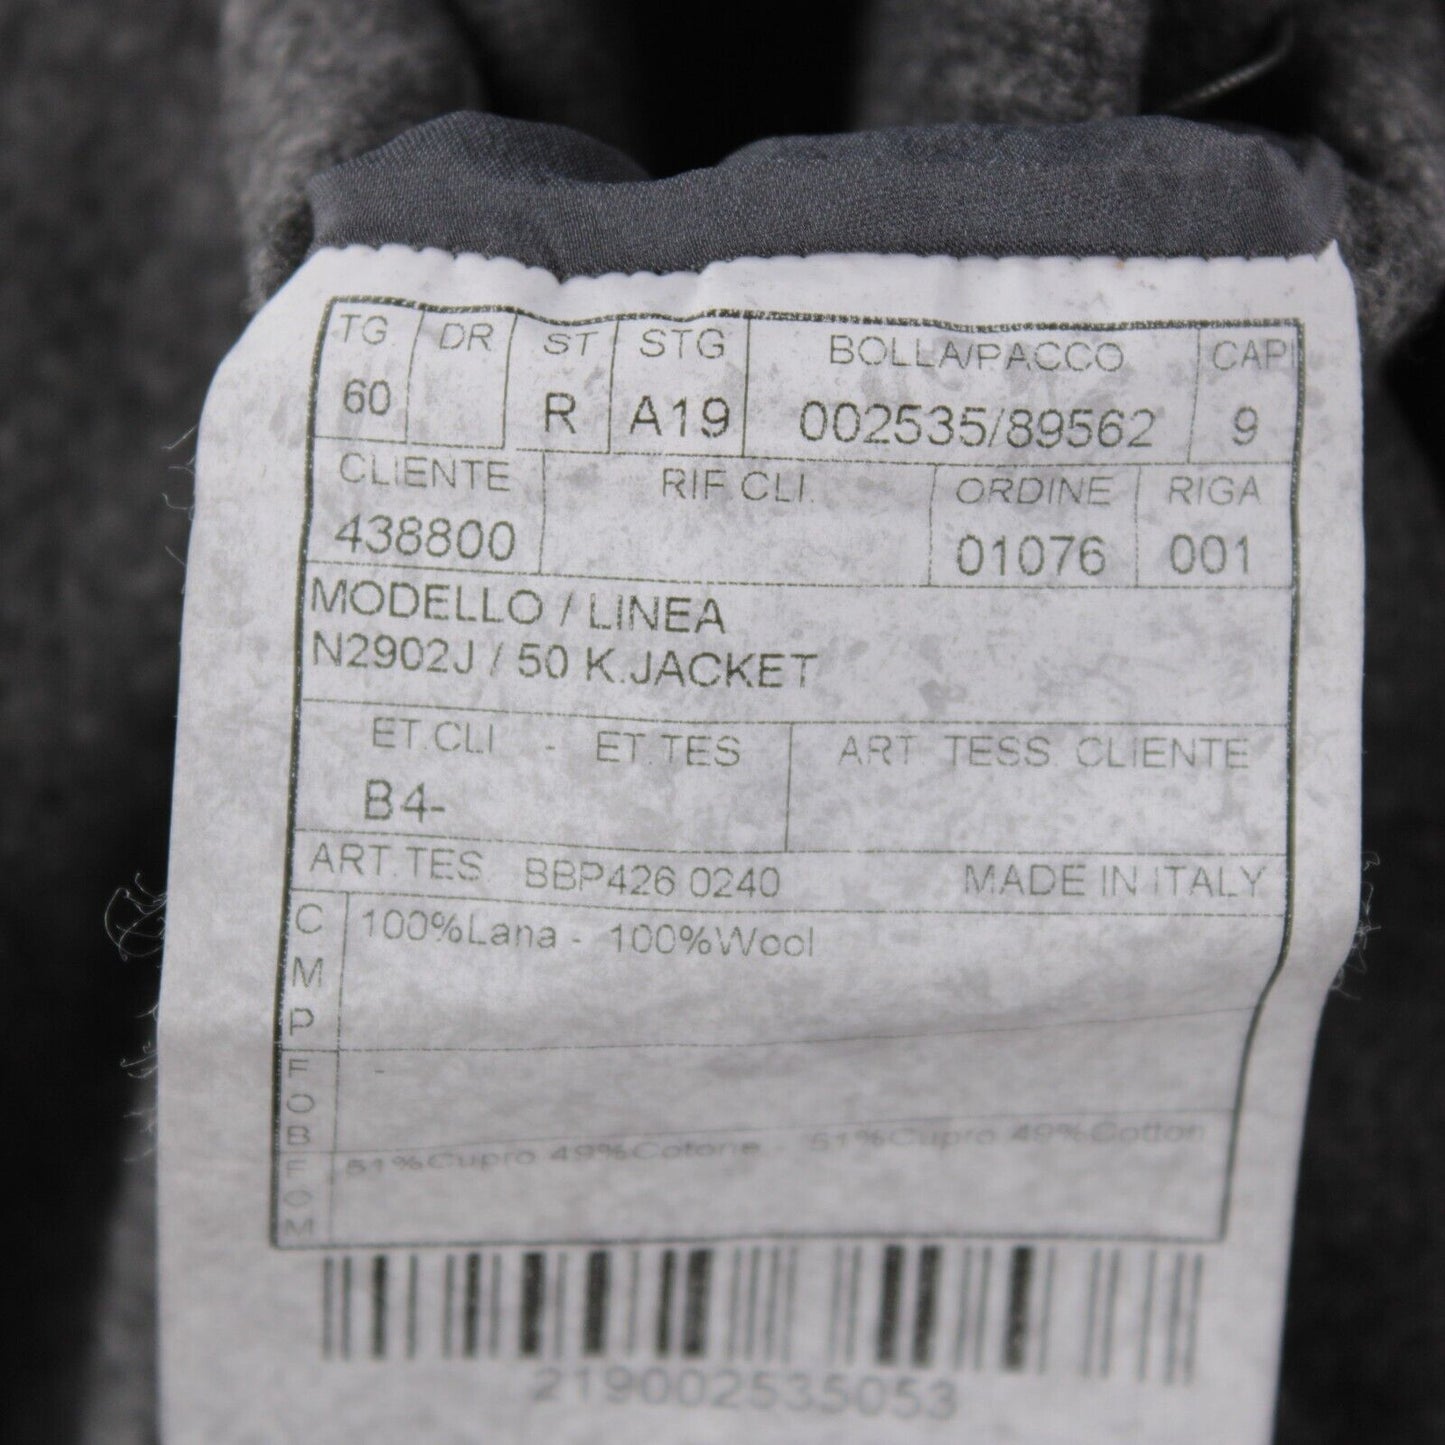 TG DR ST STG BOLLA/PACCO CAPI
60 R A19 002535/89562 9
CLIENTE RIF CLI. ORDINE RIGA
438800 01076 001
MODELLO / LINEA
N2902J / 50 K.JACKET
ET.CLI - ET.TES ART. TESS. CLIENTE
B4-
ART.TES. BBP426 0240 MADE IN ITALY
C M P 100%Lana - 100%Wool
F O B -
F O M 51%Cupro 49%Cotone - 51%Cupro 49%Cotton
219002535053